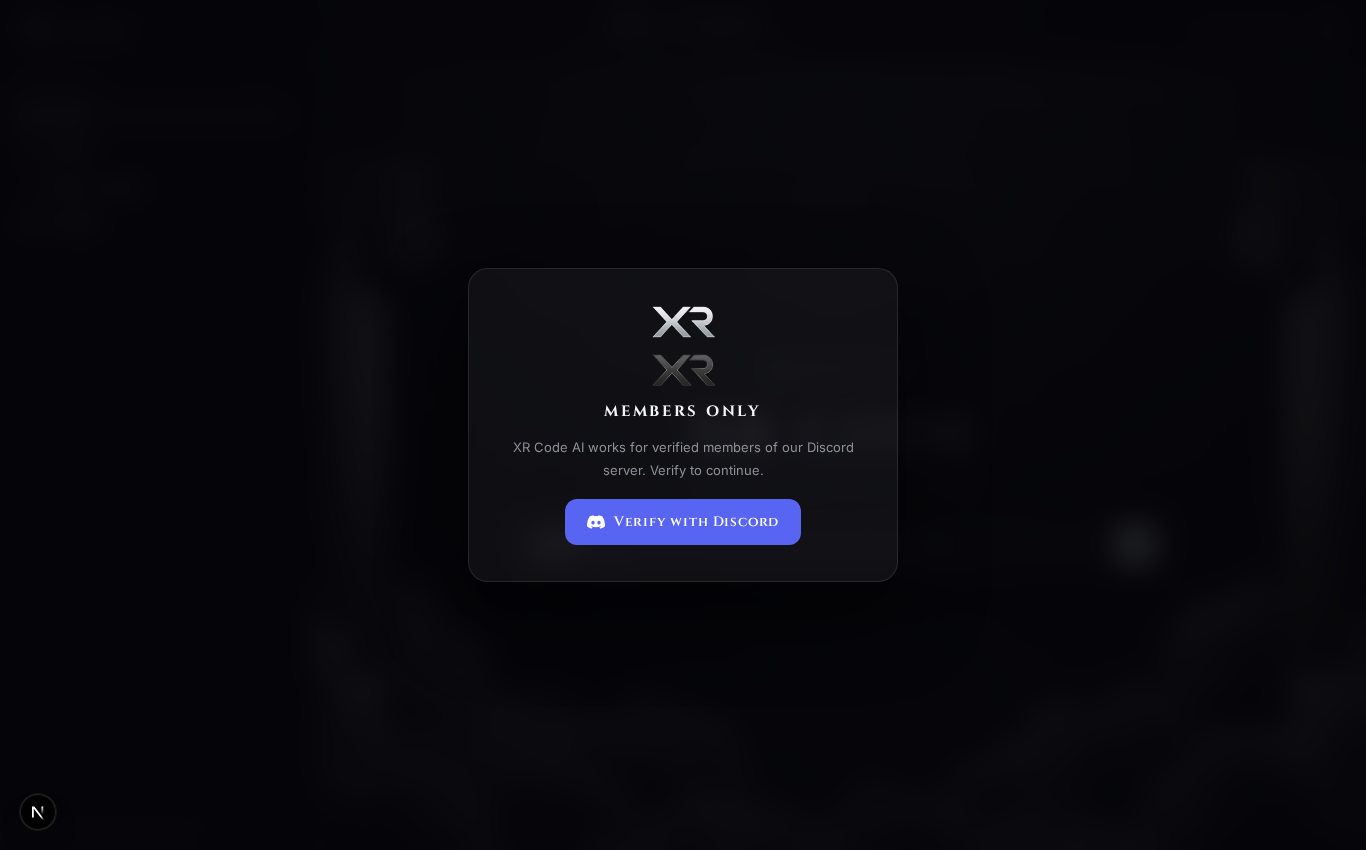 XR
XR
MEMBERS ONLY
XR Code AI works for verified members of our Discord
server. Verify to continue.
Verify with Discord
N